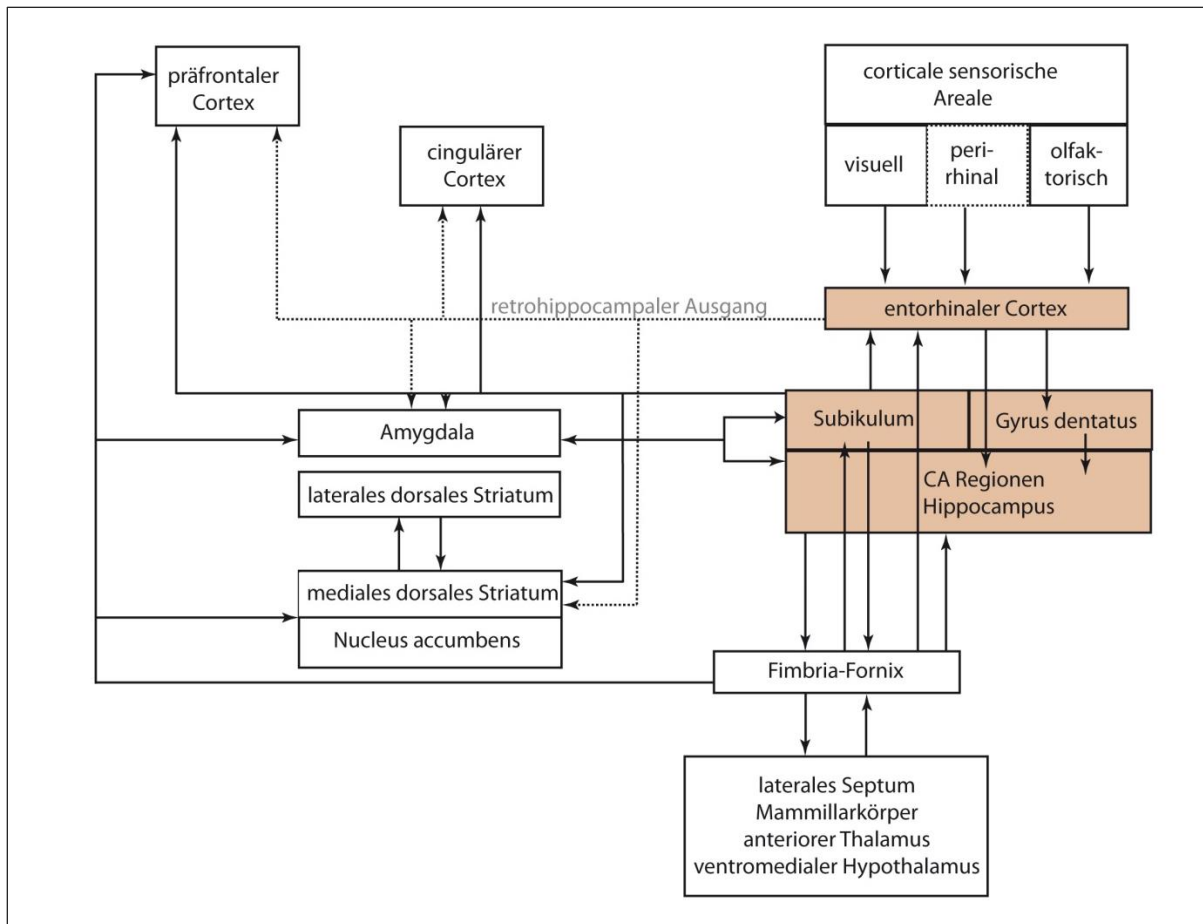 präfrontaler
Cortex
corticale sensorische
Areale
cingulärer
Cortex
visuell
peri-
rhinal
olfak-
torisch
retrohippocampaler Ausgang
entorhinaler Cortex
Subikulum
Gyrus dentatus
Amygdala
CA Regionen
Hippocampus
laterales dorsales Striatum
mediales dorsales Striatum
Nucleus accumbens
Fimbria-Fornix
laterales Septum
Mammillarkörper
anteriorer Thalamus
ventromedialer Hypothalamus